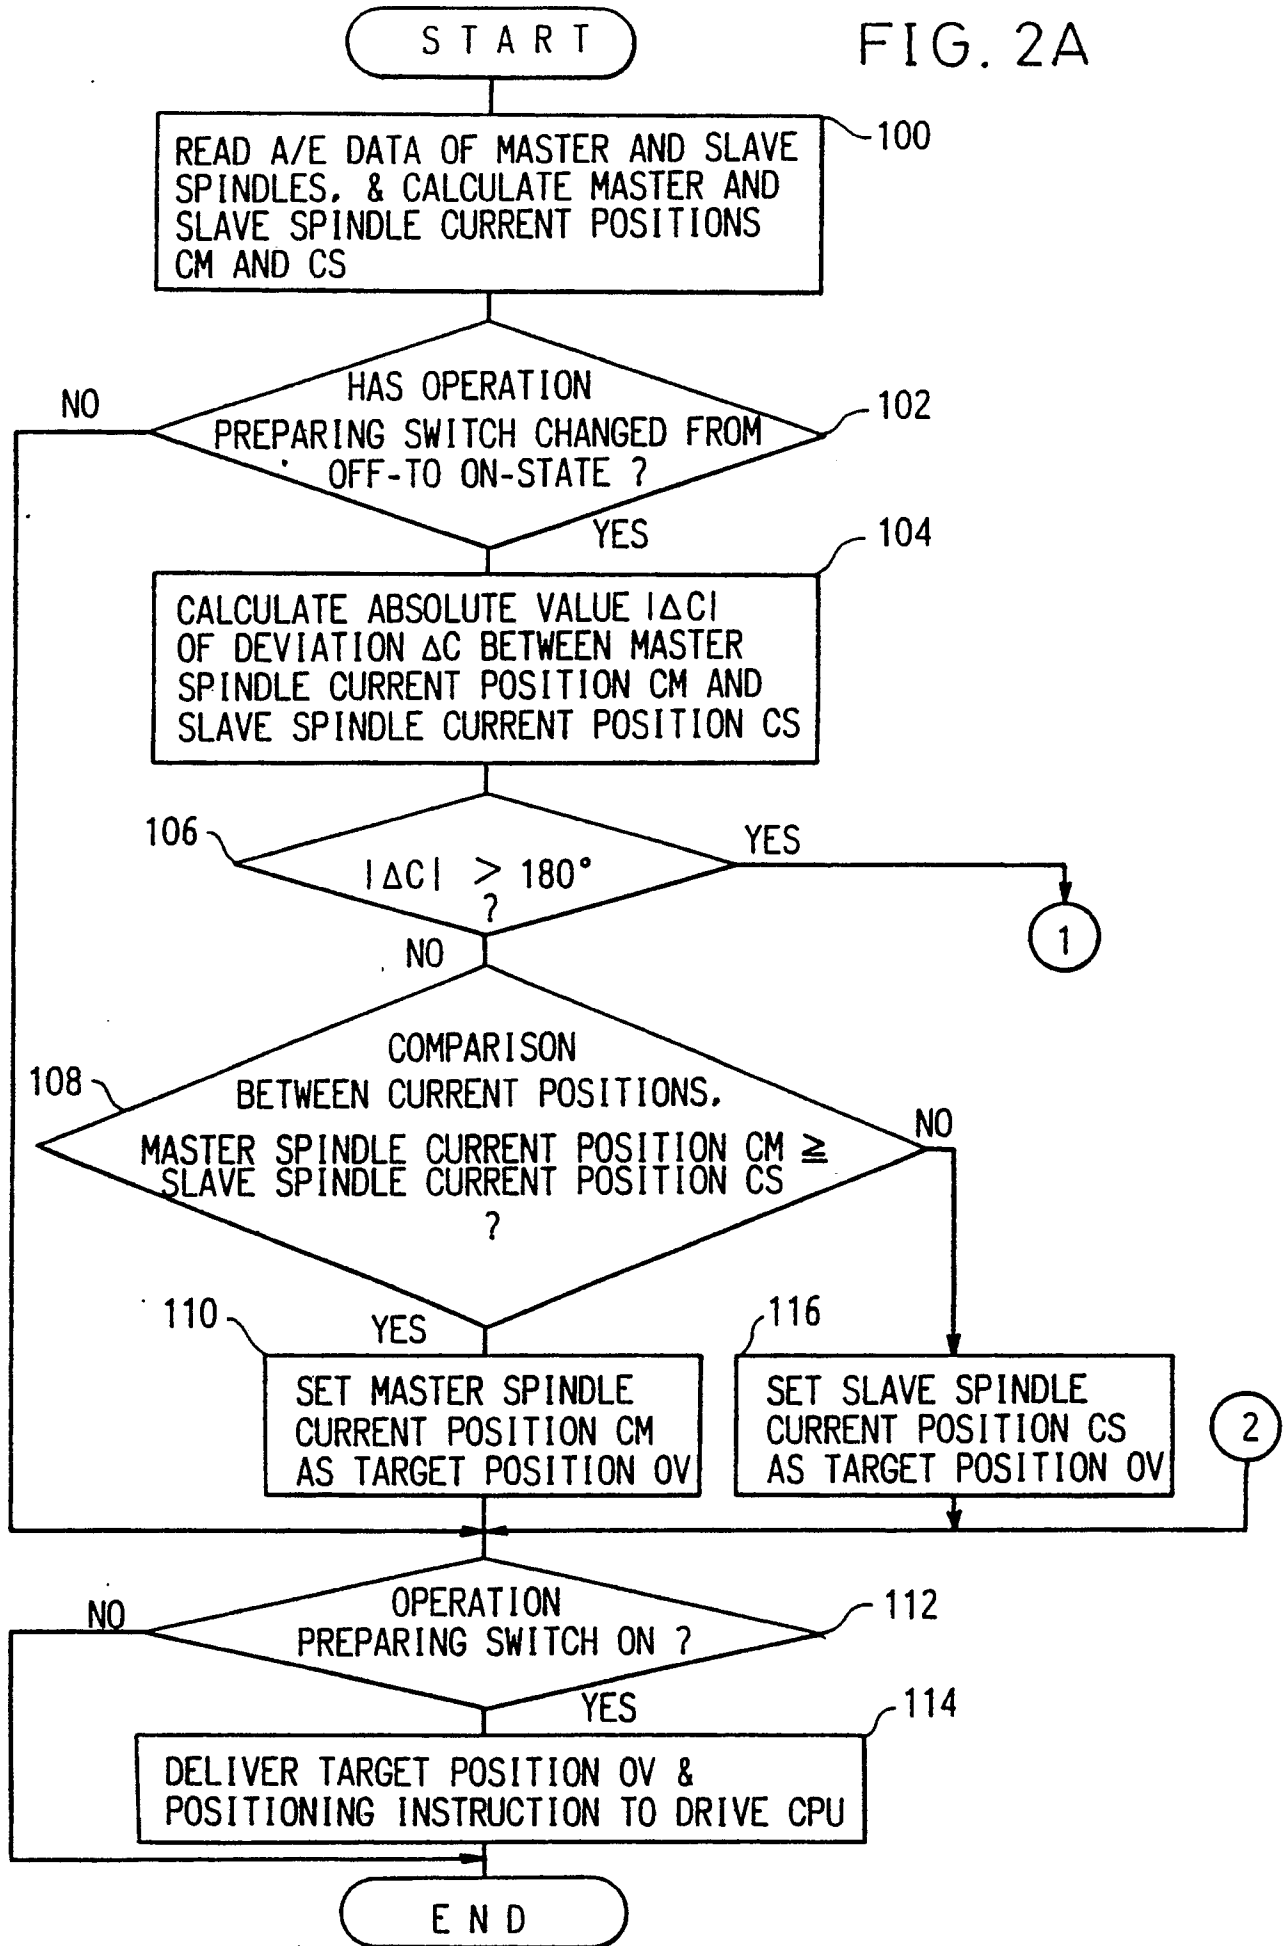 START
FIG. 2A
100
READ A/E DATA OF MASTER AND SLAVE
SPINDLES, & CALCULATE MASTER AND
SLAVE SPINDLE CURRENT POSITIONS
CM AND CS
NO
HAS OPERATION
PREPARING SWITCH CHANGED FROM
OFF-TO ON-STATE ?
102
YES
104
CALCULATE ABSOLUTE VALUE |ΔC|
OF DEVIATION ΔC BETWEEN MASTER
SPINDLE CURRENT POSITION CM AND
SLAVE SPINDLE CURRENT POSITION CS
106
|ΔC| > 180°
?
YES
1
NO
108
COMPARISON
BETWEEN CURRENT POSITIONS,
MASTER SPINDLE CURRENT POSITION CM ≧
SLAVE SPINDLE CURRENT POSITION CS
?
NO
110
YES
116
SET MASTER SPINDLE
CURRENT POSITION CM
AS TARGET POSITION OV
SET SLAVE SPINDLE
CURRENT POSITION CS
AS TARGET POSITION OV
2
NO
OPERATION
PREPARING SWITCH ON ?
112
YES
114
DELIVER TARGET POSITION OV &
POSITIONING INSTRUCTION TO DRIVE CPU
END